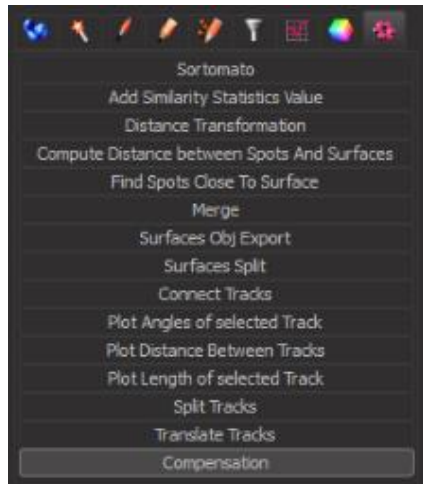 Sortomato
Add Similarity Statistics Value
Distance Transformation
Compute Distance between Spots And Surfaces
Find Spots Close To Surface
Merge
Surfaces Obj Export
Surfaces Split
Connect Tracks
Plot Angles of selected Track
Plot Distance Between Tracks
Plot Length of selected Track
Split Tracks
Translate Tracks
Compensation